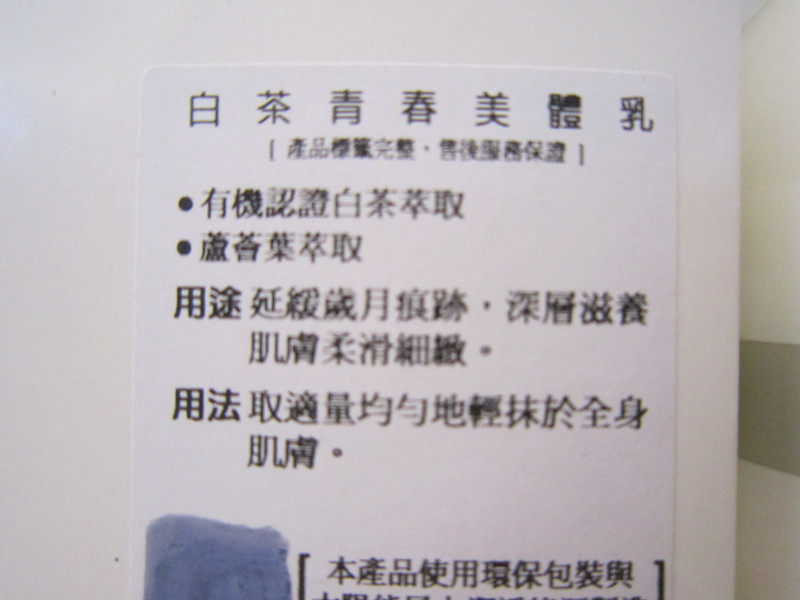 白茶青春美體乳
[ 產品標籤完整，售後服務保證 ]
●有機認證白茶萃取
●蘆薈葉萃取
用途 延緩歲月痕跡，深層滋養
肌膚柔滑細緻。
用法 取適量均勻地輕抹於全身
肌膚。
本產品使用環保包裝與